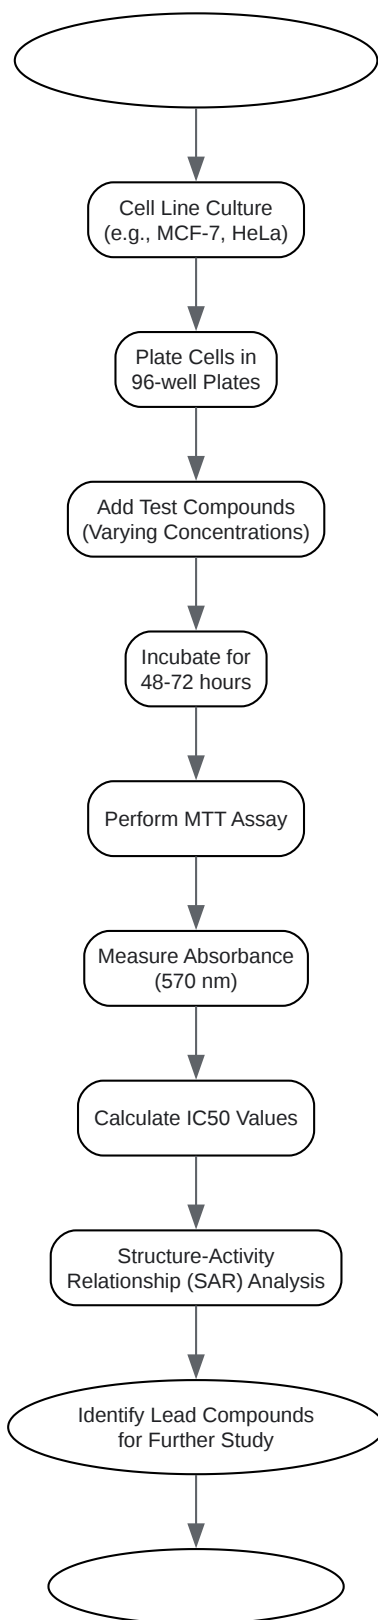 Cell Line Culture
(e.g., MCF-7, HeLa)
Plate Cells in
96-well Plates
Add Test Compounds
(Varying Concentrations)
Incubate for
48-72 hours
Perform MTT Assay
Measure Absorbance
(570 nm)
Calculate IC50 Values
Structure-Activity
Relationship (SAR) Analysis
Identify Lead Compounds
for Further Study